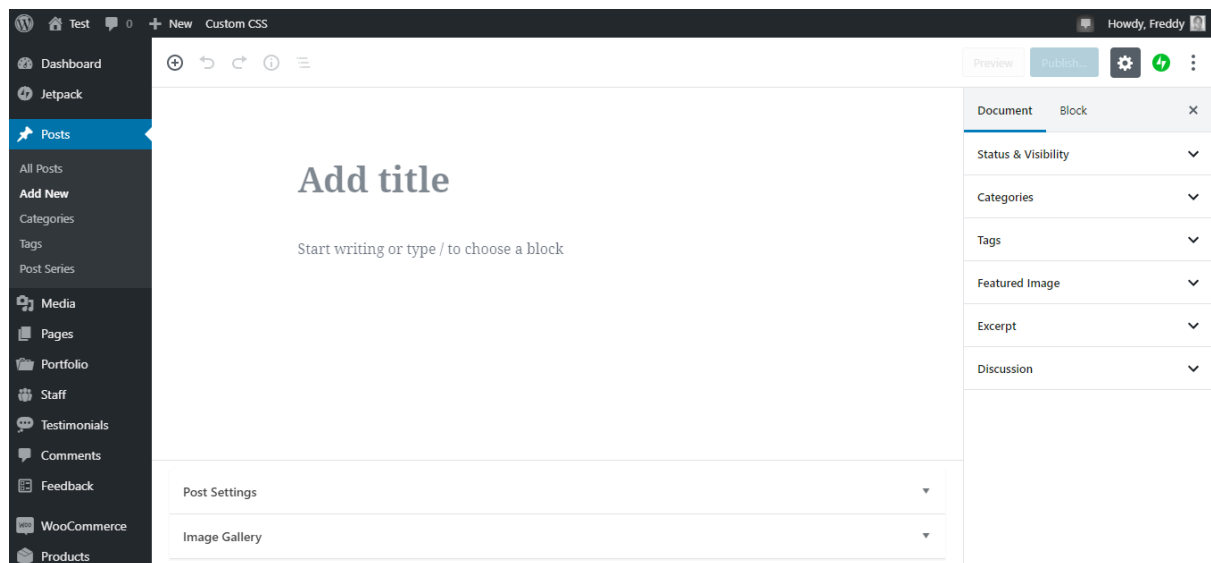 Test 0 New Custom CSS Howdy, Freddy
Dashboard
Jetpack
Posts
All Posts
Add New
Categories
Tags
Post Series
Media
Pages
Portfolio
Staff
Testimonials
Comments
Feedback
WooCommerce
Products
Preview Publish...
Add title
Start writing or type / to choose a block
Post Settings
Image Gallery
Document Block
Status & Visibility
Categories
Tags
Featured Image
Excerpt
Discussion